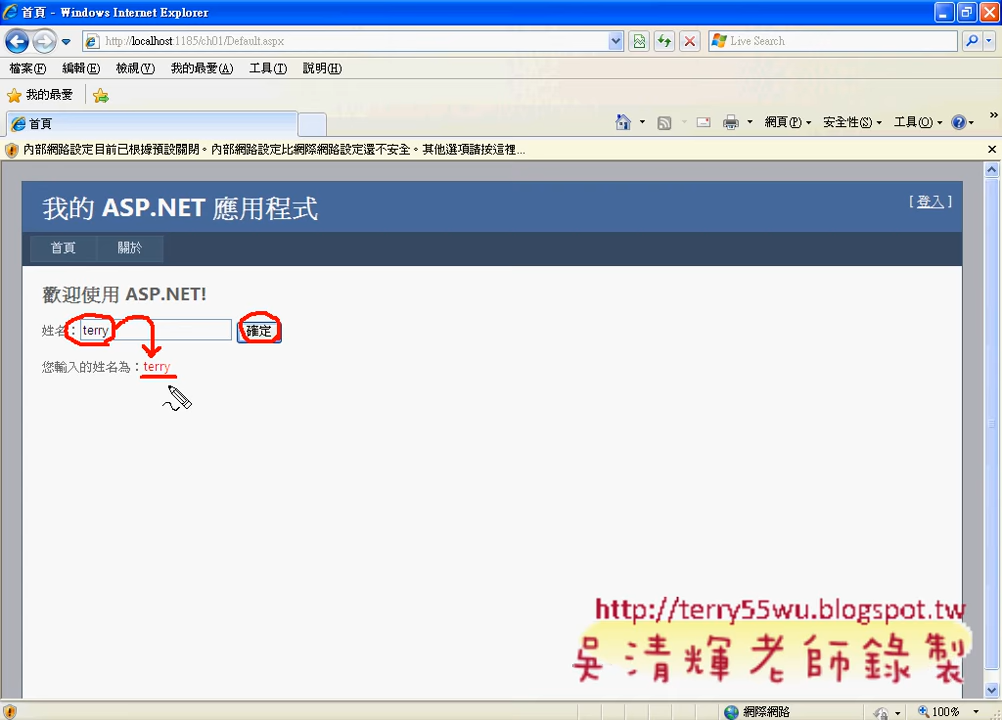 首頁 - Windows Internet Explorer
http://localhost:1185/ch01/Default.aspx
Live Search
檔案(F) 編輯(E) 檢視(V) 我的最愛(A) 工具(T) 說明(H)
我的最愛
首頁
網頁(P) 安全性(S) 工具(O)
內部網路設定目前已根據預設關閉。內部網路設定比網際網路設定還不安全。其他選項請按這裡...
我的 ASP.NET 應用程式
[ 登入 ]
首頁 關於
歡迎使用 ASP.NET!
姓名：terry 確定
您輸入的姓名為：terry
http://terry55wu.blogspot.tw
吳清輝老師錄製
網際網路
100%